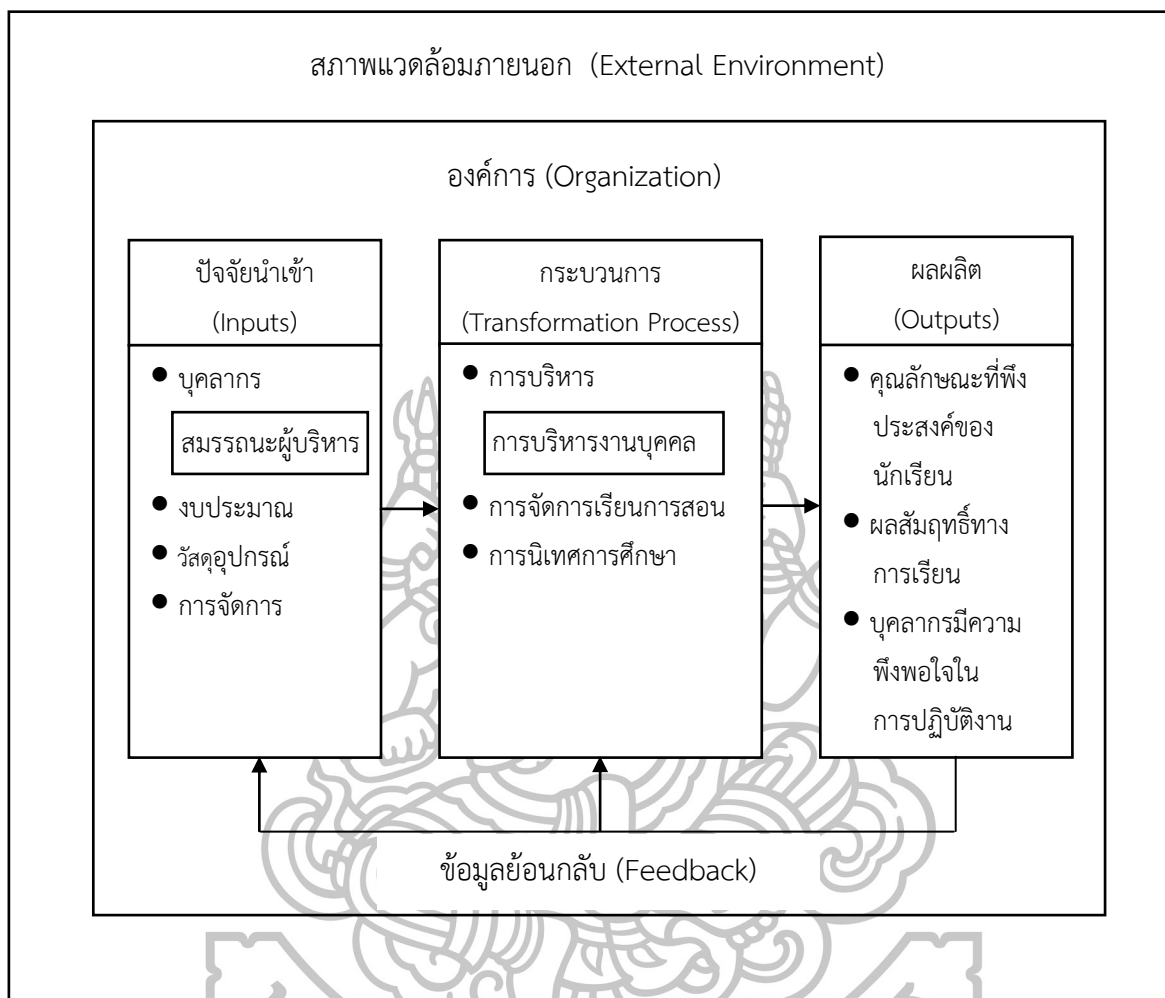 สภาพแวดล้อมภายนอก (External Environment)
องค์การ (Organization)
ปัจจัยนำเข้า
(Inputs)
● บุคลากร
สมรรถนะผู้บริหาร
● งบประมาณ
● วัสดุอุปกรณ์
● การจัดการ
กระบวนการ
(Transformation Process)
● การบริหาร
การบริหารงานบุคคล
● การจัดการเรียนการสอน
● การนิเทศการศึกษา
ผลผลิต
(Outputs)
● คุณลักษณะที่พึง
ประสงค์ของ
นักเรียน
● ผลสัมฤทธิ์ทาง
การเรียน
● บุคลากรมีความ
พึงพอใจใน
การปฏิบัติงาน
ข้อมูลย้อนกลับ (Feedback)